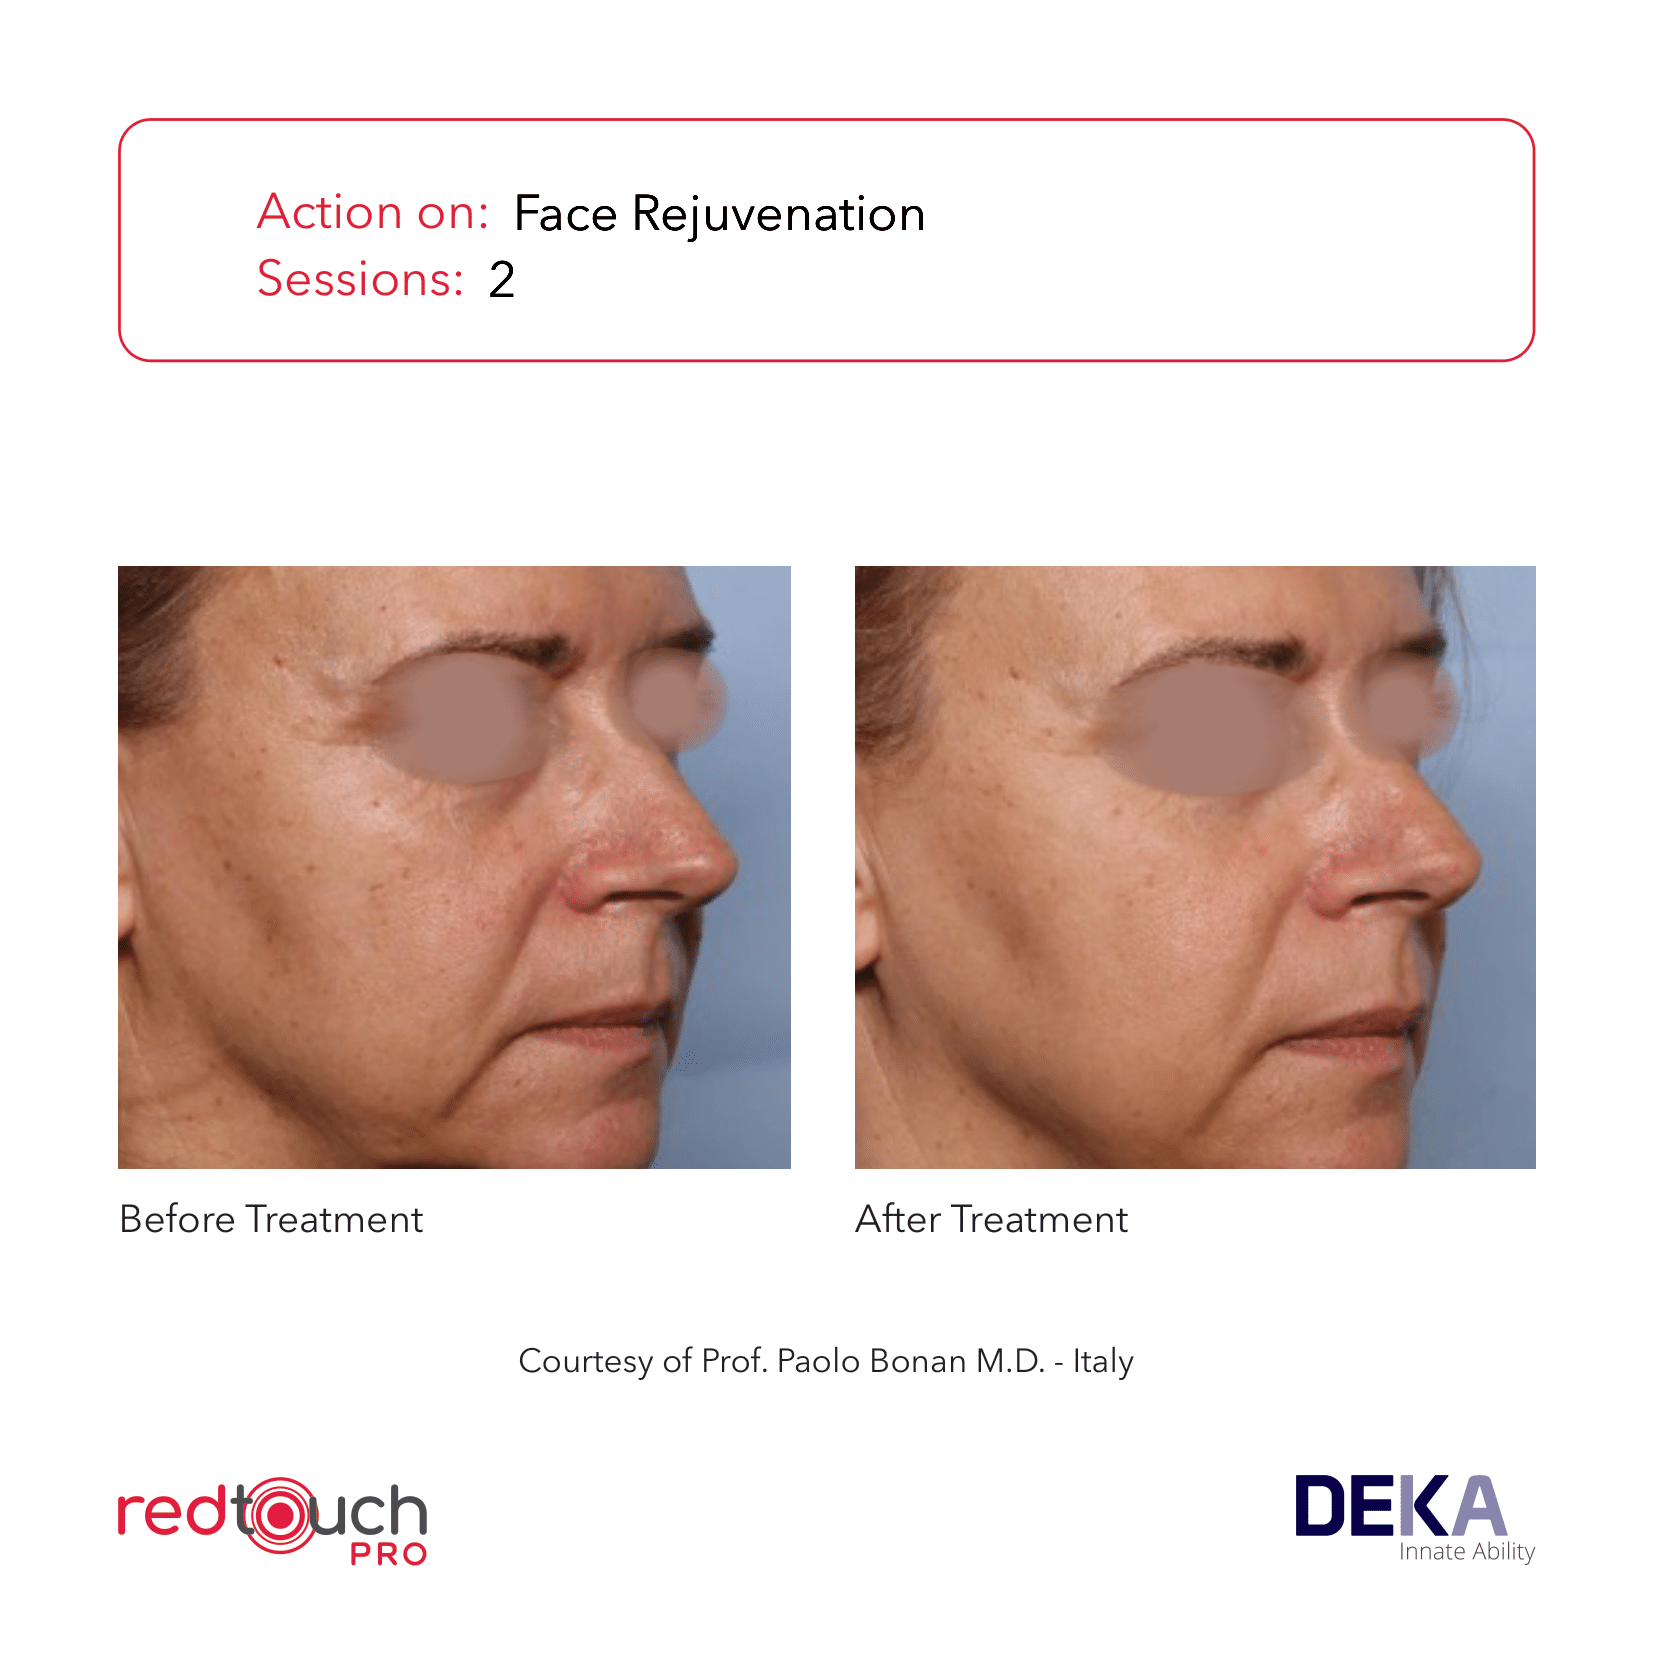 Action on: Face Rejuvenation
Sessions: 2
Before Treatment
After Treatment
Courtesy of Prof. Paolo Bonan M.D. - Italy
redtouch
PRO
DEKA
Innate Ability